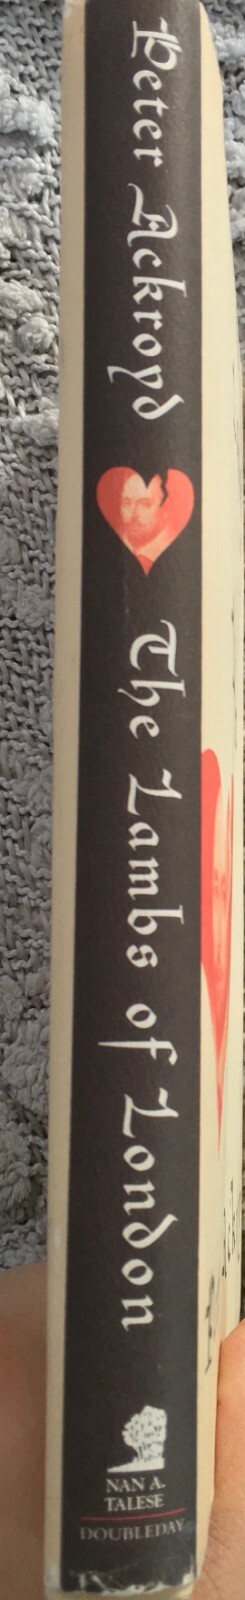 Peter Ackroyd
The Lambs of London
NAN A.
TALESE
DOUBLEDAY